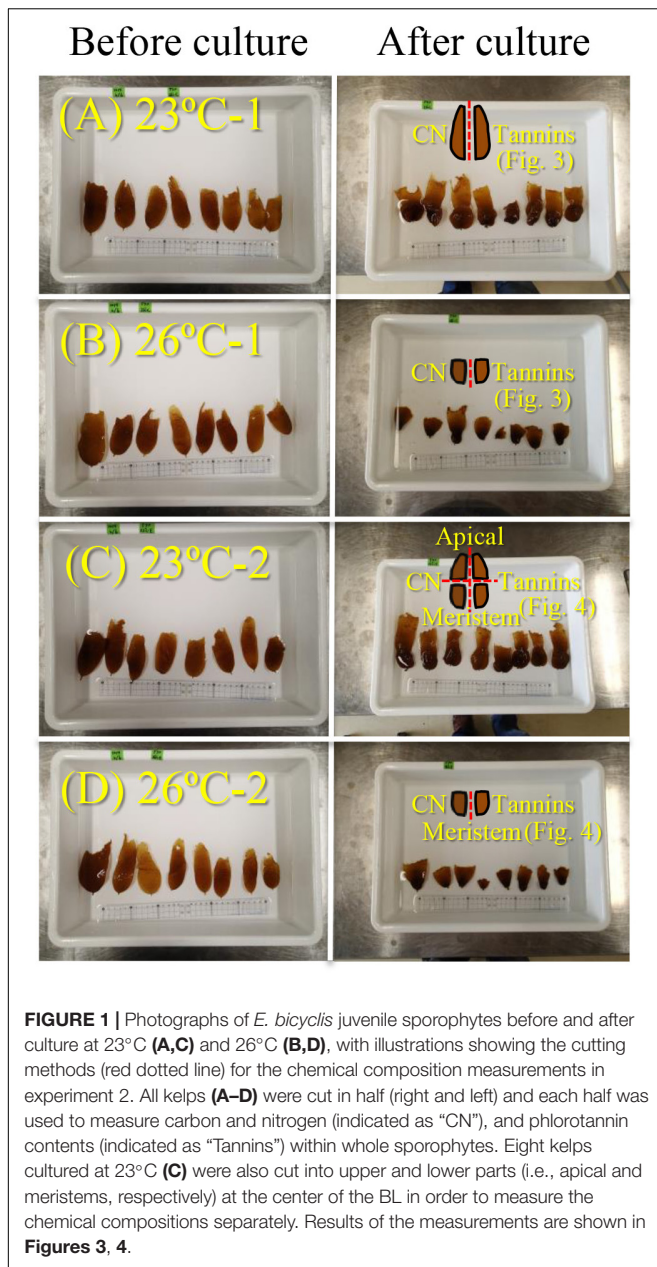 Before culture
After culture
(A) 23ºC-1
CN
Tannins
(Fig. 3)
(B) 26ºC-1
CN
Tannins
(Fig. 3)
(C) 23ºC-2
Apical
CN
Tannins
(Fig. 4)
Meristem
(D) 26ºC-2
CN
Tannins
Meristem (Fig. 4)
FIGURE 1 | Photographs of E. bicyclis juvenile sporophytes before and after
culture at 23°C (A,C) and 26°C (B,D), with illustrations showing the cutting
methods (red dotted line) for the chemical composition measurements in
experiment 2. All kelps (A–D) were cut in half (right and left) and each half was
used to measure carbon and nitrogen (indicated as “CN”), and phlorotannin
contents (indicated as “Tannins”) within whole sporophytes. Eight kelps
cultured at 23°C (C) were also cut into upper and lower parts (i.e., apical and
meristems, respectively) at the center of the BL in order to measure the
chemical compositions separately. Results of the measurements are shown in
Figures 3, 4.